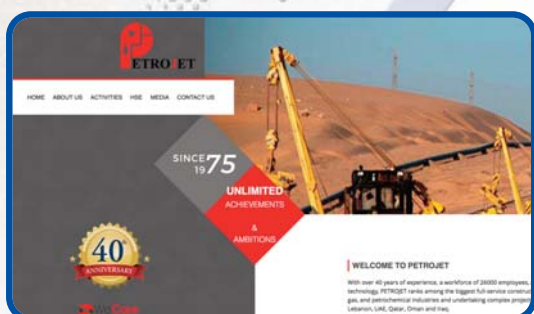 PETROJET
HOME ABOUT US ACTIVITIES HSE MEDIA CONTACT US
SINCE
1975
UNLIMITED
ACHIEVEMENTS
&
AMBITIONS
40
ANNIVERSARY
WELCOME TO PETROJET
With over 40 years of experience, a workforce of 26000 employees,
technology, PETROJET ranks among the biggest full-service construc
gas, and petrochemical industries and undertaking complex project
Lebanon, UAE, Qatar, Oman and Iraq.